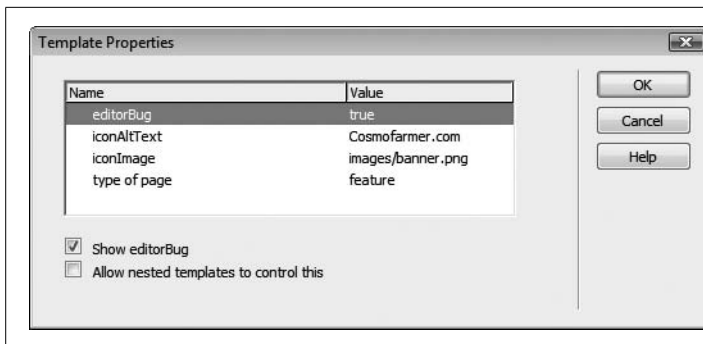 Template Properties
Name Value
editorBug true
iconAltText Cosmofarmer.com
iconImage images/banner.png
type of page feature
Show editorBug
Allow nested templates to control this
OK
Cancel
Help